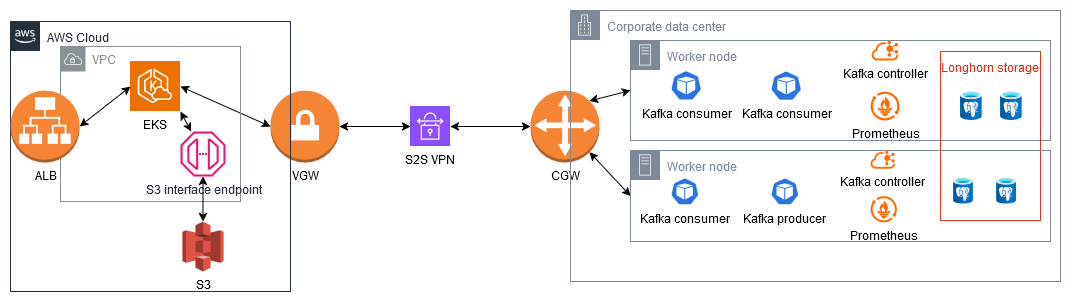 aws
AWS Cloud
VPC
EKS
ALB
S3 interface endpoint
S3
VGW
S2S VPN
CGW
Corporate data center
Worker node
Kafka consumer
Kafka consumer
Kafka controller
Prometheus
Longhorn storage
Worker node
Kafka consumer
Kafka producer
Kafka controller
Prometheus